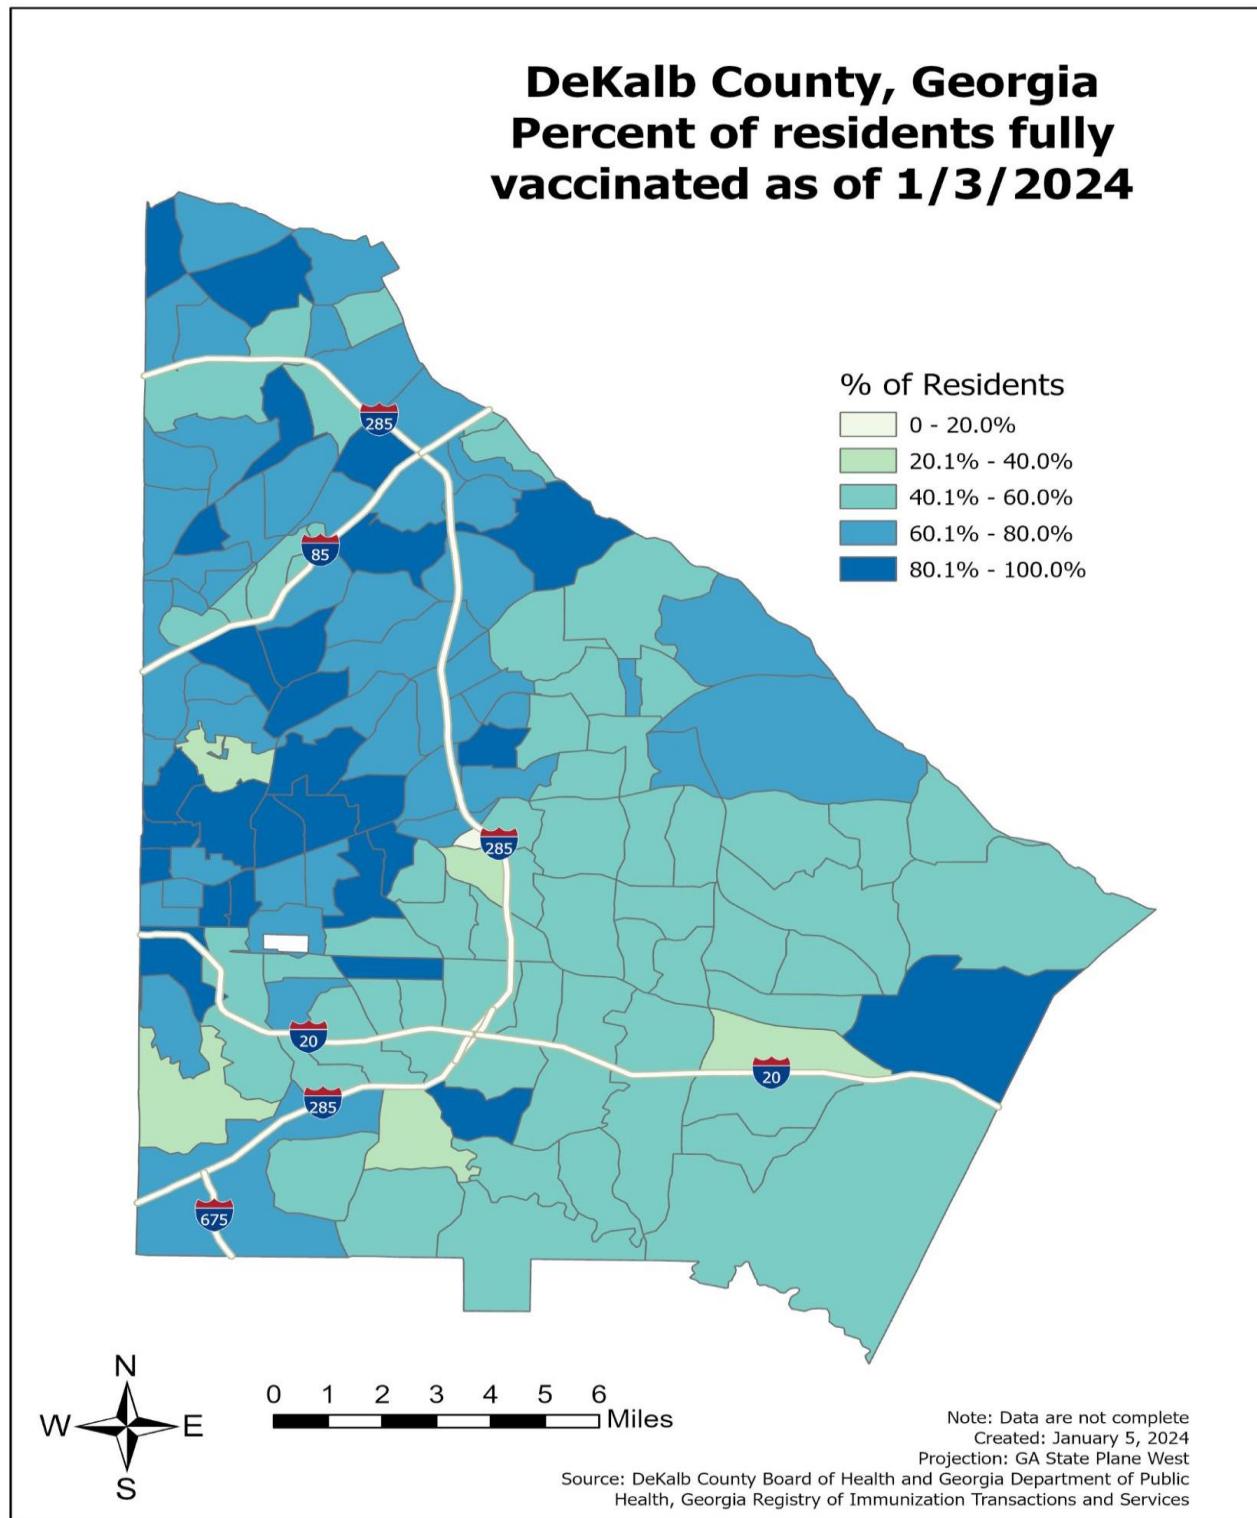 DeKalb County, Georgia
Percent of residents fully
vaccinated as of 1/3/2024
% of Residents
0 - 20.0%
20.1% - 40.0%
40.1% - 60.0%
60.1% - 80.0%
80.1% - 100.0%
285
85
285
20
20
285
675
N
W E
S
0 1 2 3 4 5 6
Miles
Note: Data are not complete
Created: January 5, 2024
Projection: GA State Plane West
Source: DeKalb County Board of Health and Georgia Department of Public
Health, Georgia Registry of Immunization Transactions and Services